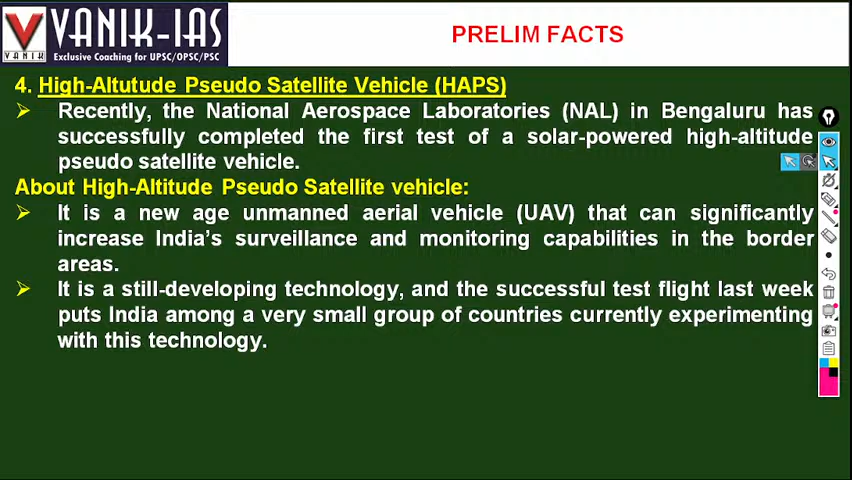 VANIK-IAS
VANIK
Exclusive Coaching for UPSC/OPSC/PSC
PRELIM FACTS
4. High-Altutude Pseudo Satellite Vehicle (HAPS)
➢ Recently, the National Aerospace Laboratories (NAL) in Bengaluru has
successfully completed the first test of a solar-powered high-altitude
pseudo satellite vehicle.
About High-Altitude Pseudo Satellite vehicle:
➢ It is a new age unmanned aerial vehicle (UAV) that can significantly
increase India's surveillance and monitoring capabilities in the border
areas.
➢ It is a still-developing technology, and the successful test flight last week
puts India among a very small group of countries currently experimenting
with this technology.